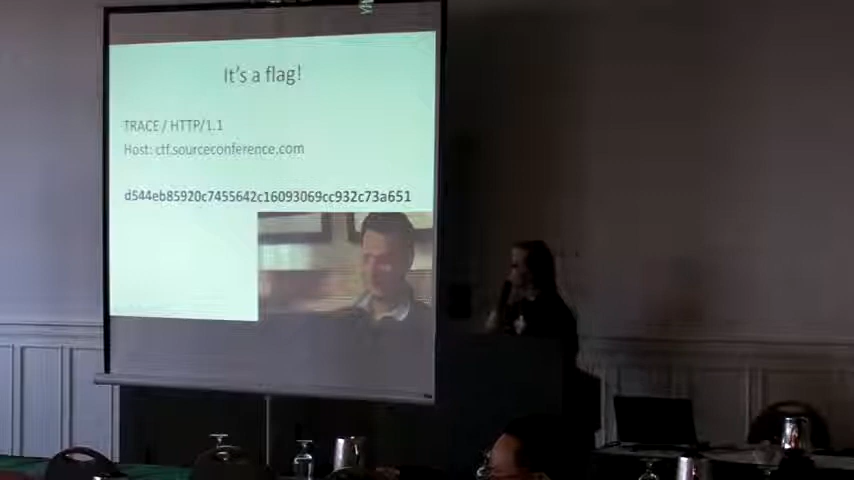 It's a flag!
TRACE / HTTP/1.1
Host: ctf.sourceconference.com
d544eb85920c7455642c16093069cc932c73a651